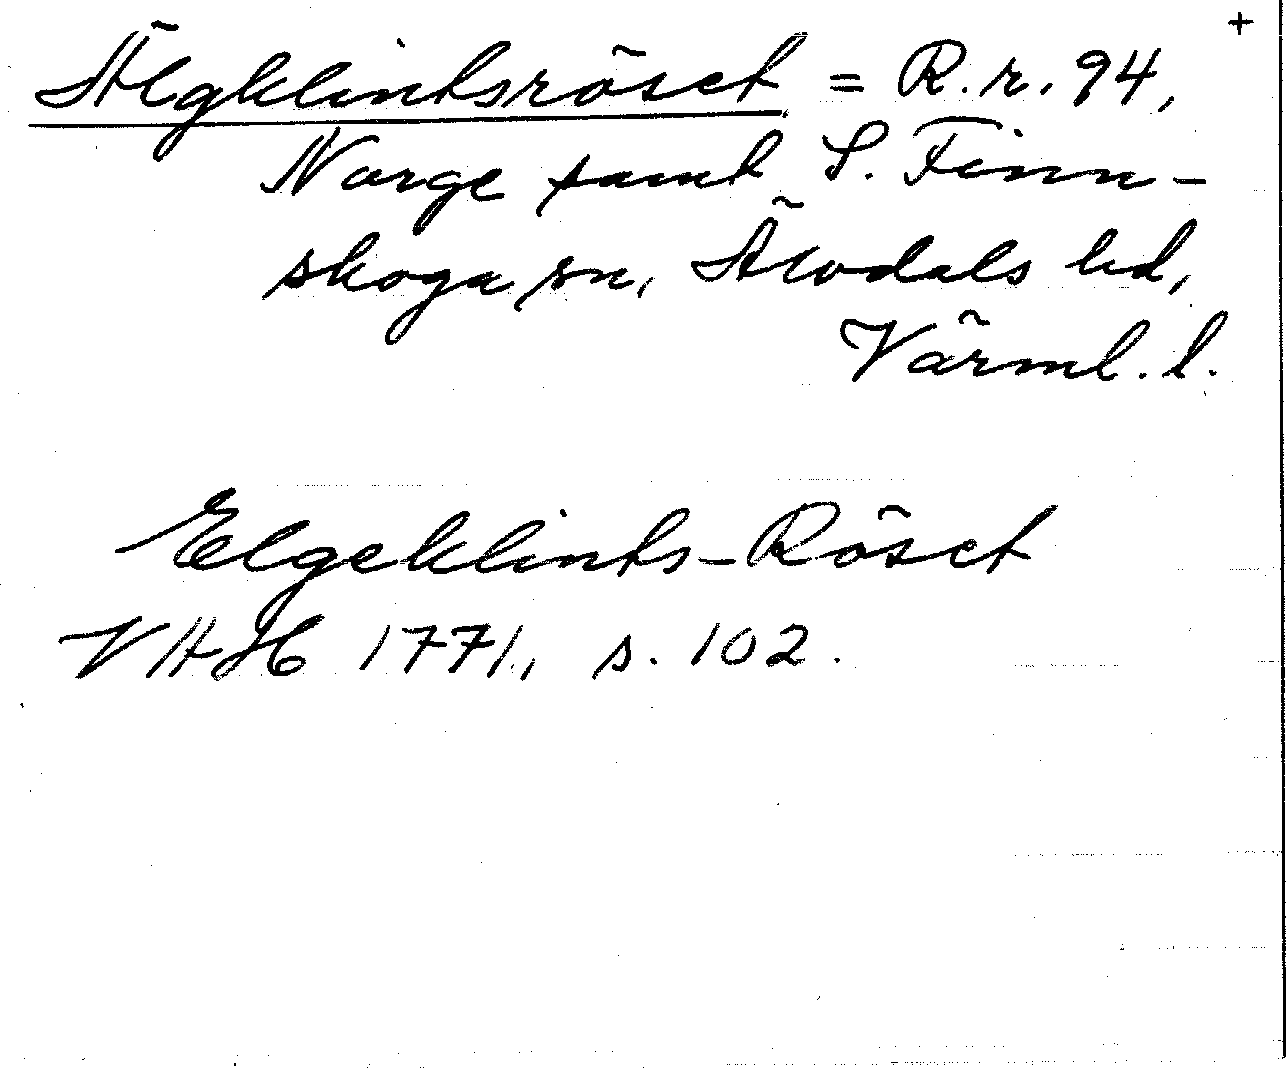 +
Älgklintsröset = R.r. 94,
Norge samt S. Finn-
skoga sn, Älvdals hd,
Värml. l.
Elgeklints-Röset
VHAH 1771, s. 102.